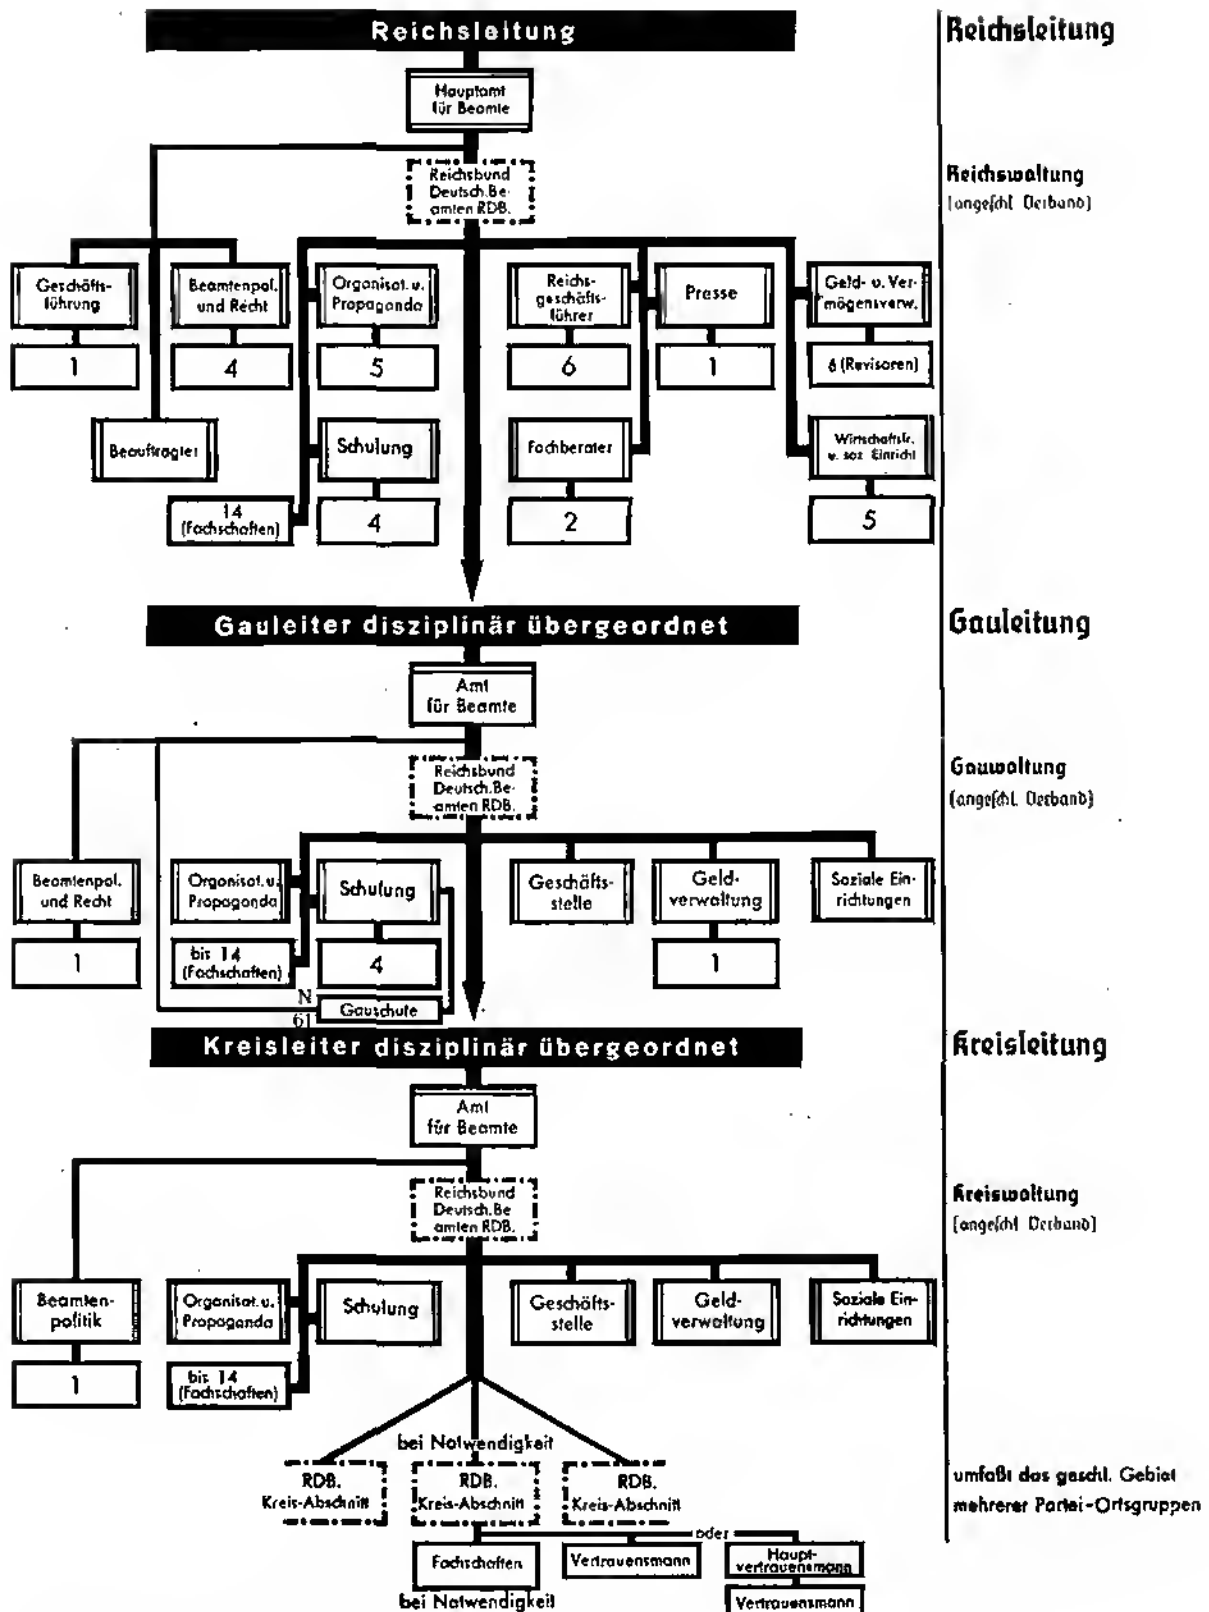 Reichsleitung
Reichsleitung
Hauptamt
für Beamte
Reichsbund
Deutsch.Be-
amten RDB.
Reichswaltung
(angeschl. Verband)
Geschäfts-
führung
1
Beamtenpol.
und Recht
4
Organisat. u.
Propaganda
5
Reichs-
geschäfts-
führer
6
Presse
1
Geld- u. Ver-
mögensverw.
6 (Revisoren)
Beauftragter
Schulung
4
14
(Fachschaften)
Fachberater
2
Wirtschaftl.
u. soz. Einricht
5
Gauleiter disziplinär übergeordnet
Gauleitung
Amt
für Beamte
Reichsbund
Deutsch.Be-
amten RDB.
Gauwaltung
(angeschl. Verband)
Beamtenpol.
und Recht
1
Organisat. u.
Propaganda
bis 14
(Fachschaften)
Schulung
4
N
61
Gauschule
Geschäfts-
stelle
Geld-
verwaltung
1
Soziale Ein-
richtungen
Kreisleiter disziplinär übergeordnet
Kreisleitung
Amt
für Beamte
Reichsbund
Deutsch.Be
amten RDB.
Kreiswaltung
(angeschl Verband)
Beamten-
politik
1
Organisat. u.
Propaganda
bis 14
(Fachschaften)
Schulung
Geschäfts-
stelle
Geld-
verwaltung
Soziale Ein-
richtungen
bei Notwendigkeit
RDB.
Kreis-Abschnitt
RDB.
Kreis-Abschnitt
RDB.
Kreis-Abschnitt
umfaßt das geschl. Gebiet
mehrerer Partei-Ortsgruppen
oder
Fachschaften
bei Notwendigkeit
Vertrauensmann
Haupt-
vertrauensmann
Vertrauensmann